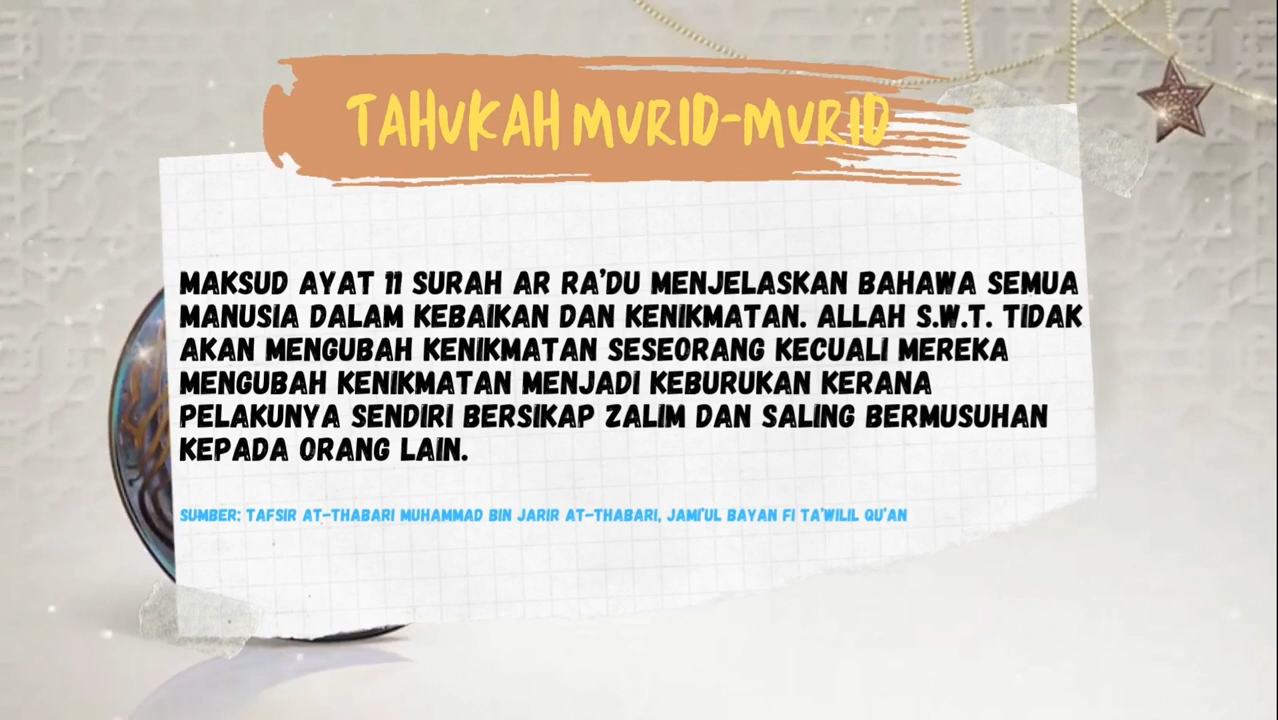 TAHUKAH MURID-MURID
MAKSUD AYAT 11 SURAH AR RA'DU MENJELASKAN BAHAWA SEMUA
MANUSIA DALAM KEBAIKAN DAN KENIKMATAN. ALLAH S.W.T. TIDAK
AKAN MENGUBAH KENIKMATAN SESEORANG KECUALI MEREKA
MENGUBAH KENIKMATAN MENJADI KEBURUKAN KERANA
PELAKUNYA SENDIRI BERSIKAP ZALIM DAN SALING BERMUSUHAN
KEPADA ORANG LAIN.
SUMBER: TAFSIR AT-THABARI MUHAMMAD BIN JARIR AT-THABARI, JAMI'UL BAYAN FI TA'WILIL QU'AN